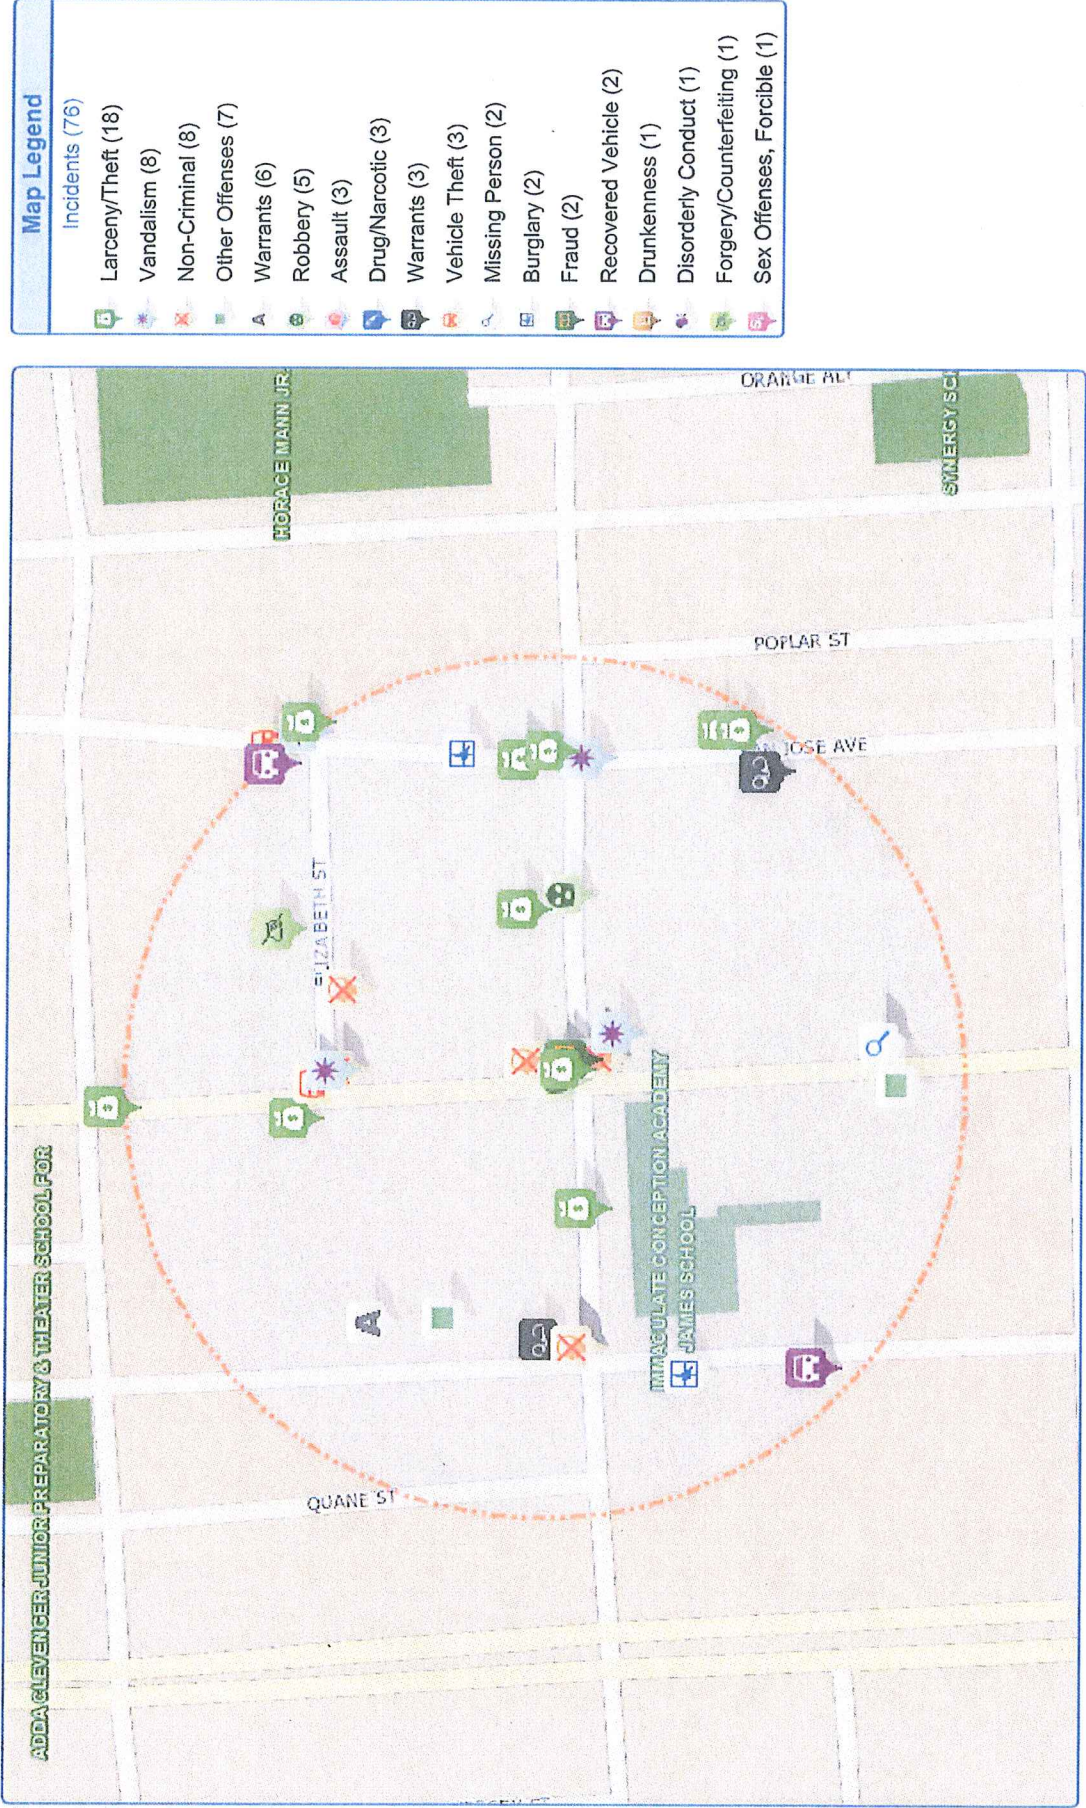 Map Legend
Incidents (76)
Larceny/Theft (18)
Vandalism (8)
Non-Criminal (8)
Other Offenses (7)
A Warrants (6)
Robbery (5)
Assault (3)
Drug/Narcotic (3)
Warrants (3)
Vehicle Theft (3)
Missing Person (2)
Burglary (2)
Fraud (2)
Recovered Vehicle (2)
Drunkenness (1)
Disorderly Conduct (1)
Forgery/Counterfeiting (1)
Sex Offenses, Forcible (1)
ADDA CLEVENGER JUNIOR PREPARATORY & THEATER SCHOOL FOR
HORACE MANN JR.
ELIZABETH ST
QUANE ST
A
IMMACULATE CONCEPTION ACADEMY
JAMES SCHOOL
POPLAR ST
JOSE AVE
ORANGE AL
SYNERGY SC